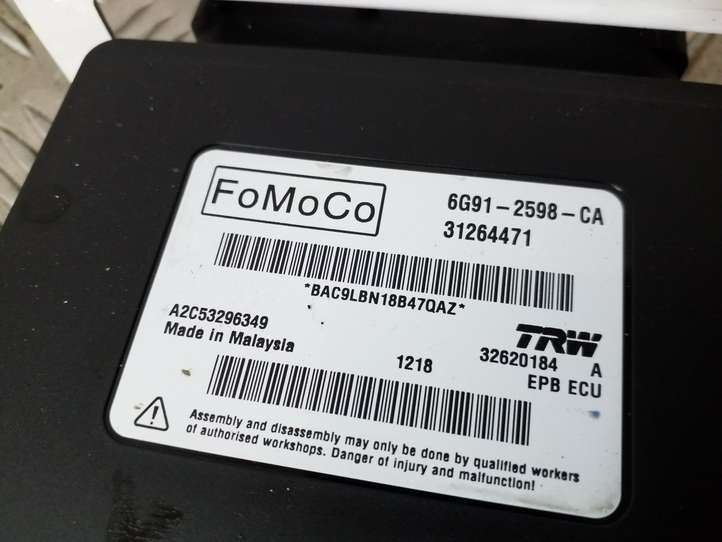 FoMoCo
6G91-2598-CA
31264471
*BAC9LBN18B47QAZ*
A2C53296349
Made in Malaysia
1218
TRW
32620184 A
EPB ECU
Assembly and disassembly may only be done by qualified workers
of authorised workshops. Danger of injury and malfunction!